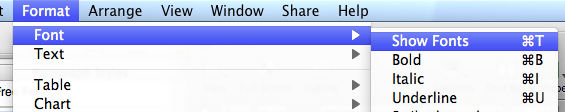 Format Arrange View Window Share Help
Font
Show Fonts ⌘T
Text
Bold ⌘B
Italic ⌘I
Table
Underline ⌘U
Chart